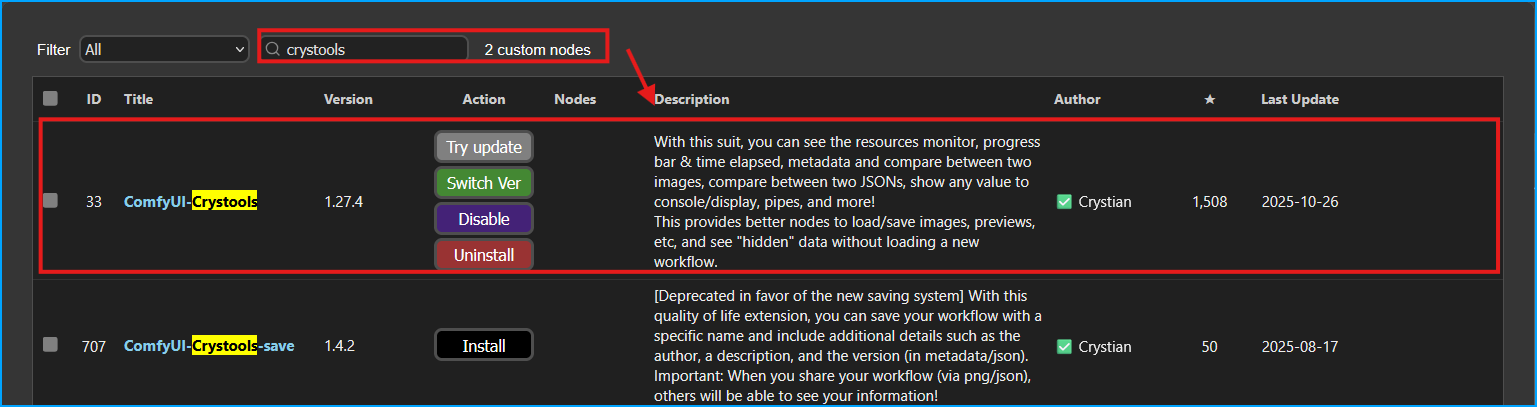 Filter All crystools 2 custom nodes
ID Title Version Action Nodes Description Author ★ Last Update
33 ComfyUI-Crystools 1.27.4
Try update
Switch Ver
Disable
Uninstall
With this suit, you can see the resources monitor, progress
bar & time elapsed, metadata and compare between two
images, compare between two JSONs, show any value to
console/display, pipes, and more!
This provides better nodes to load/save images, previews,
etc, and see "hidden" data without loading a new
workflow.
Crystian 1,508 2025-10-26
707 ComfyUI-Crystools-save 1.4.2
Install
[Deprecated in favor of the new saving system] With this
quality of life extension, you can save your workflow with a
specific name and include additional details such as the
author, a description, and the version (in metadata/json).
Important: When you share your workflow (via png/json),
others will be able to see your information!
Crystian 50 2025-08-17